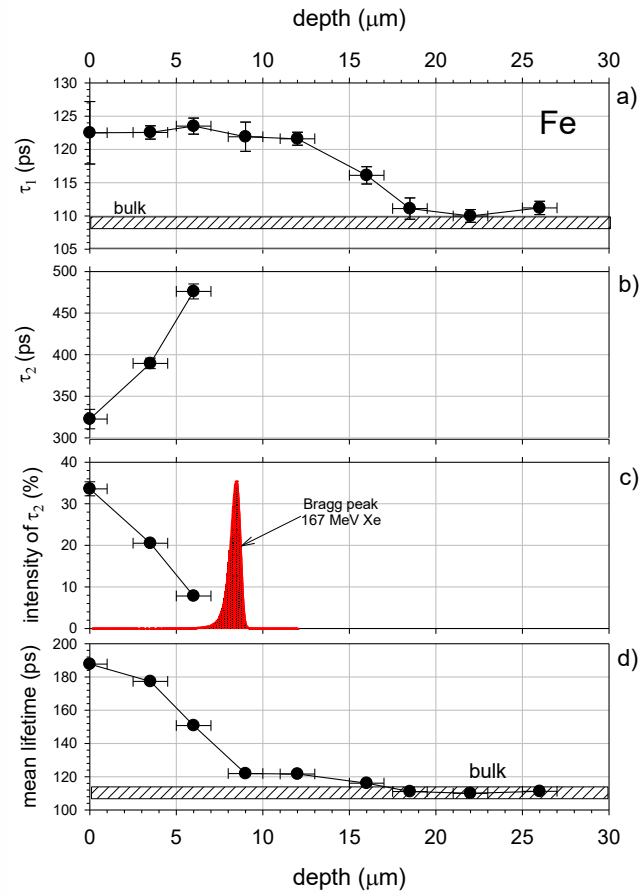 depth (μm)
0 5 10 15 20 25 30
a)
130
125
120
115
110
105
τ1 (ps)
Fe
bulk
b)
500
450
400
350
300
τ2 (ps)
c)
40
30
20
10
0
intensity of τ2 (%)
Bragg peak
167 MeV Xe
d)
200
180
160
140
120
100
mean lifetime (ps)
bulk
0 5 10 15 20 25 30
depth (μm)